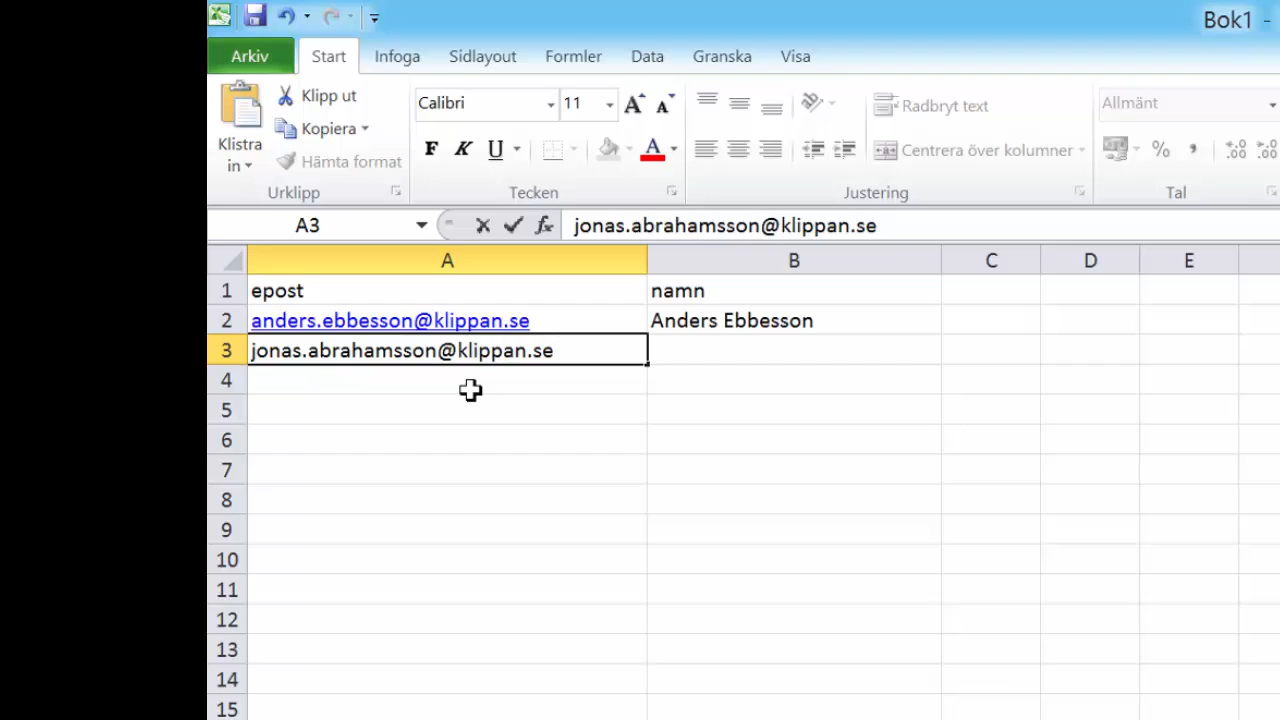 Bok1 -
Arkiv Start Infoga Sidlayout Formler Data Granska Visa
Klistra in
Klipp ut
Kopiera
Hämta format
Urklipp
Calibri 11
F K U A
Tecken
Radbryt text
Centrera över kolumner
Justering
Allmänt
%
Tal
A3 fx jonas.abrahamsson@klippan.se
A B C D E
1 epost namn
2 anders.ebbesson@klippan.se Anders Ebbesson
3 jonas.abrahamsson@klippan.se
4
5
6
7
8
9
10
11
12
13
14
15